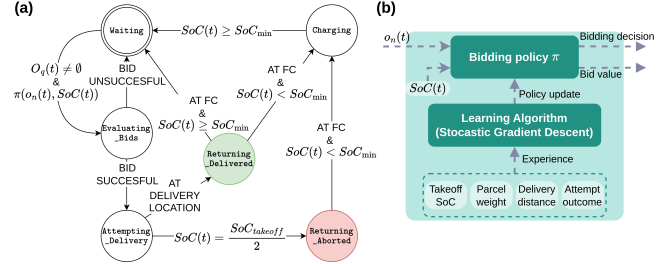 (a)
Waiting
SoC(t) ≥ SoC_min
Charging
O_q(t) ≠ ∅
&
π(o_n(t), SoC(t))
BID
UNSUCCESFUL
AT FC
&
SoC(t) < SoC_min
Evaluating
_Bids
AT FC
&
SoC(t) ≥ SoC_min
AT FC
&
SoC(t) < SoC_min
Returning
_Delivered
BID
SUCCESFUL
AT
DELIVERY
LOCATION
Attempting
_Delivery
SoC(t) = SoC_takeoff / 2
Returning
_Aborted
(b)
o_n(t)
Bidding decision
Bidding policy π
Bid value
SoC(t)
Policy update
Learning Algorithm
(Stocastic Gradient Descent)
Experience
Takeoff
SoC
Parcel
weight
Delivery
distance
Attempt
outcome